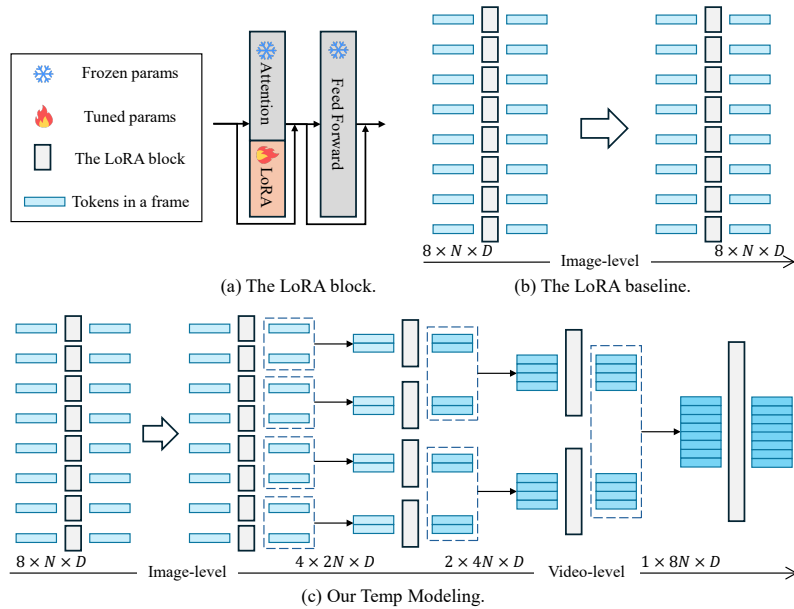 Frozen params
Tuned params
The LoRA block
Tokens in a frame
Attention
LoRA
Feed Forward
(a) The LoRA block.
8 × N × D
8 × N × D
Image-level
(b) The LoRA baseline.
8 × N × D
Image-level
4 × 2N × D
2 × 4N × D
Video-level
1 × 8N × D
(c) Our Temp Modeling.